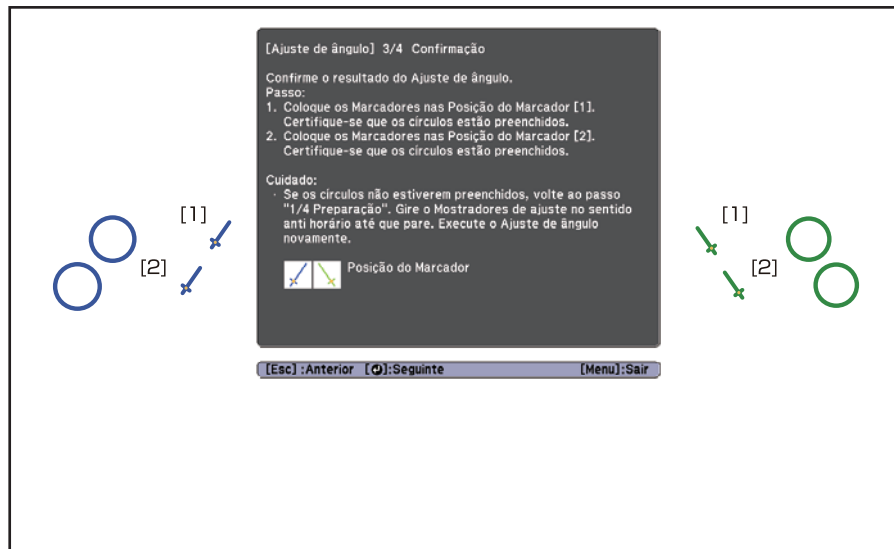 [Ajuste de ângulo] 3/4 Confirmação
Confirme o resultado do Ajuste de ângulo.
Passo:
1. Coloque os Marcadores nas Posição do Marcador [1].
Certifique-se que os círculos estão preenchidos.
2. Coloque os Marcadores nas Posição do Marcador [2].
Certifique-se que os círculos estão preenchidos.
Cuidado:
· Se os círculos não estiverem preenchidos, volte ao passo
"1/4 Preparação". Gire o Mostradores de ajuste no sentido
anti horário até que pare. Execute o Ajuste de ângulo
novamente.
Posição do Marcador
[1]
[2]
[1]
[2]
[Esc] :Anterior [⏎]:Seguinte [Menu]:Sair